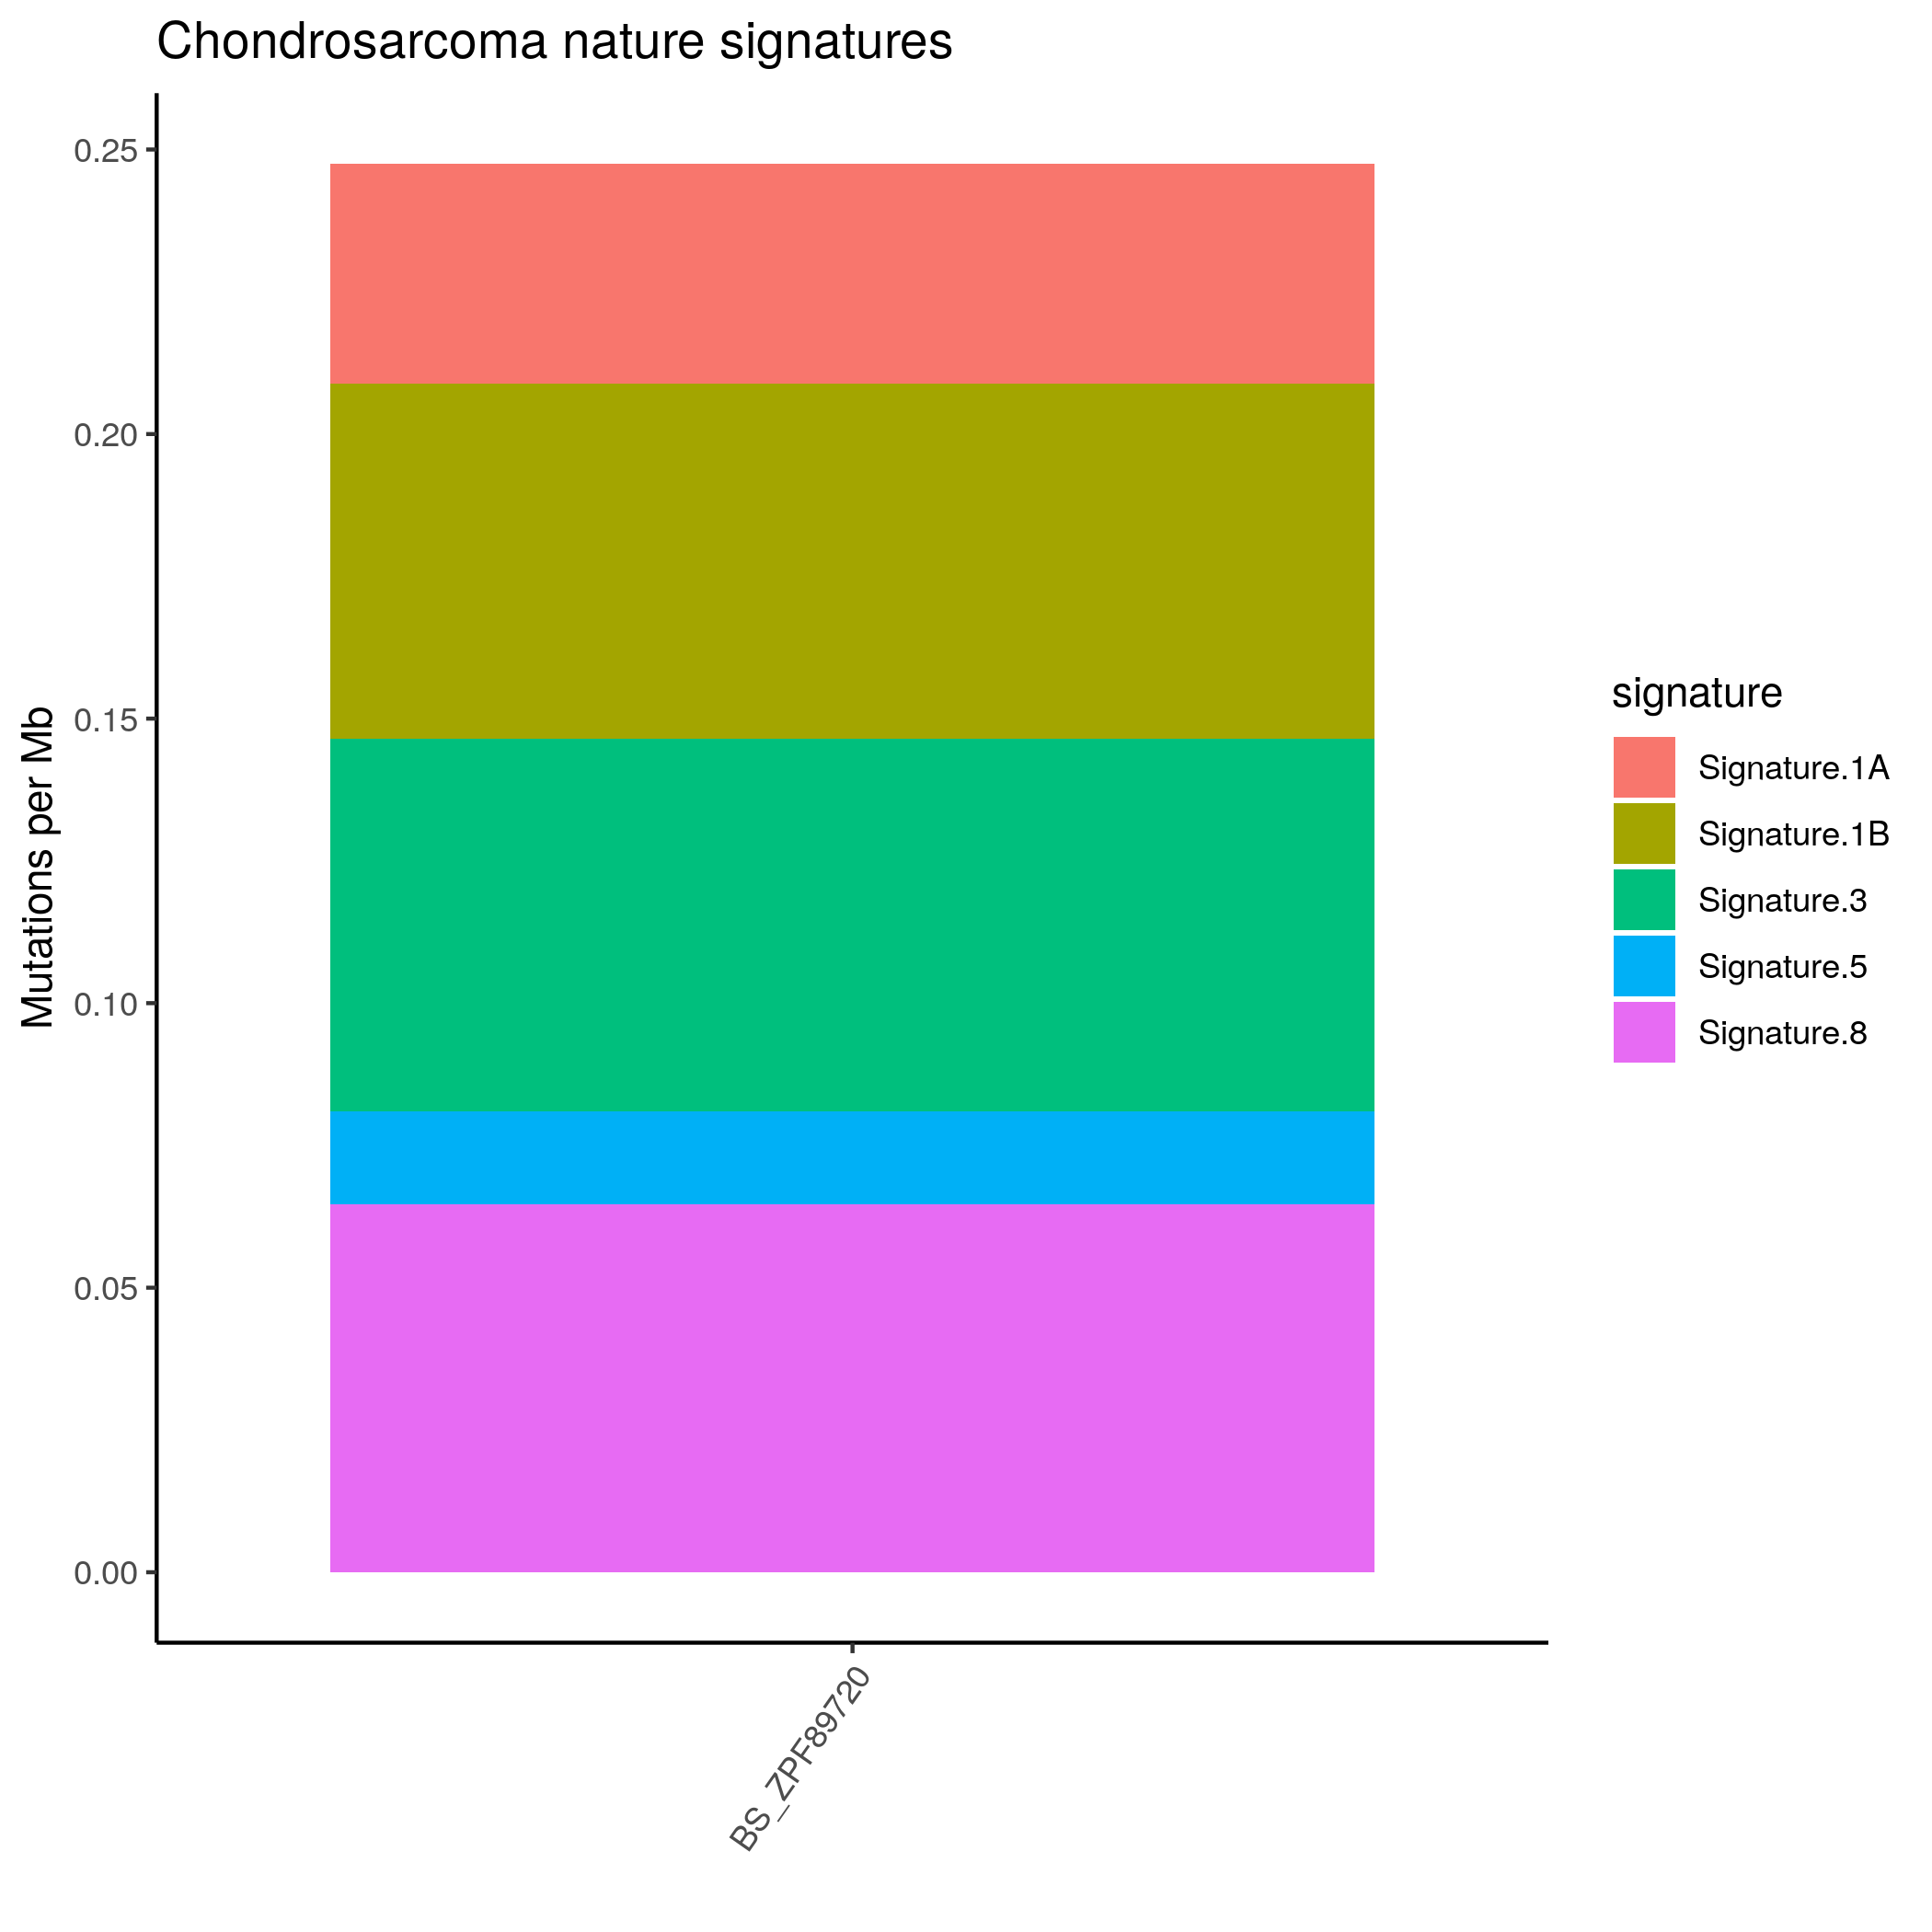 Chondrosarcoma nature signatures
Mutations per Mb
0.25
0.20
0.15
0.10
0.05
0.00
BS_ZPF89720
signature
Signature.1A
Signature.1B
Signature.3
Signature.5
Signature.8